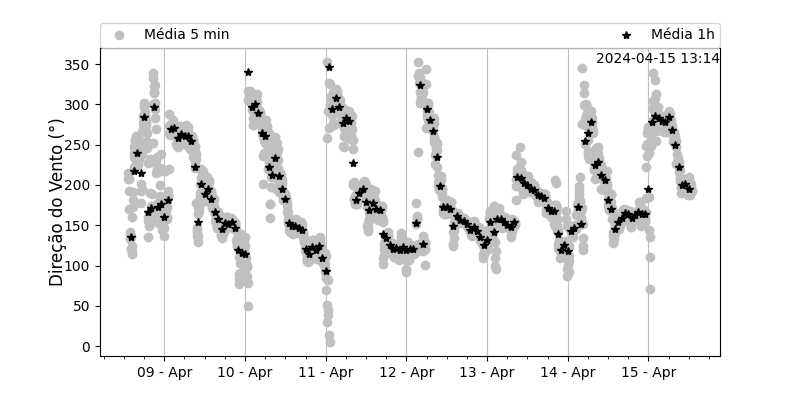 Média 5 min
Média 1h
2024-04-15 13:14
Direção do Vento (°)
350
300
250
200
150
100
50
0
09 - Apr
10 - Apr
11 - Apr
12 - Apr
13 - Apr
14 - Apr
15 - Apr